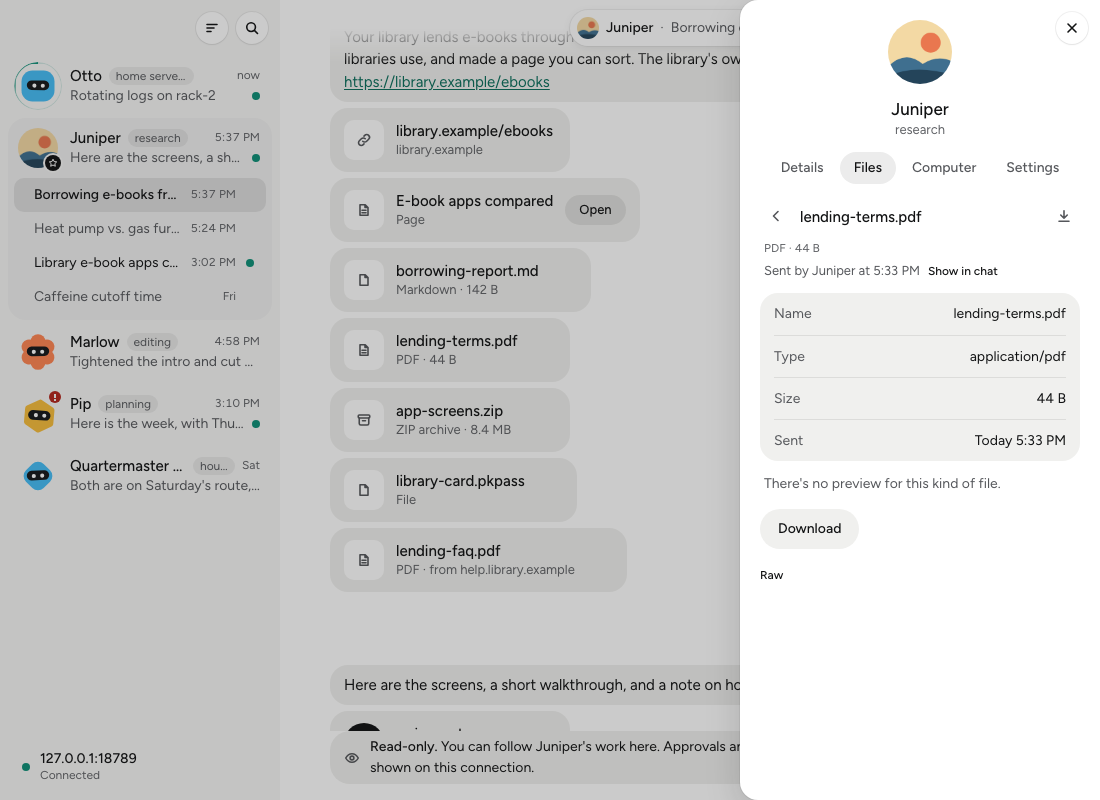 Otto
home serve...
now
Rotating logs on rack-2
Juniper
research
5:37 PM
Here are the screens, a sh...
Borrowing e-books fr...
5:37 PM
Heat pump vs. gas fur...
5:24 PM
Library e-book apps c...
3:02 PM
Caffeine cutoff time
Fri
Marlow
editing
4:58 PM
Tightened the intro and cut ...
Pip
planning
3:10 PM
Here is the week, with Thu...
Quartermaster ...
hou...
Sat
Both are on Saturday's route,...
127.0.0.1:18789
Connected
Juniper · Borrowing
Your library lends e-books through
libraries use, and made a page you can sort. The library's ow
https://library.example/ebooks
library.example/ebooks
library.example
E-book apps compared
Page
Open
borrowing-report.md
Markdown · 142 B
lending-terms.pdf
PDF · 44 B
app-screens.zip
ZIP archive · 8.4 MB
library-card.pkpass
File
lending-faq.pdf
PDF · from help.library.example
Here are the screens, a short walkthrough, and a note on ho
Read-only. You can follow Juniper's work here. Approvals ar
shown on this connection.
Juniper
research
Details
Files
Computer
Settings
lending-terms.pdf
PDF · 44 B
Sent by Juniper at 5:33 PM Show in chat
Name
lending-terms.pdf
Type
application/pdf
Size
44 B
Sent
Today 5:33 PM
There's no preview for this kind of file.
Download
Raw